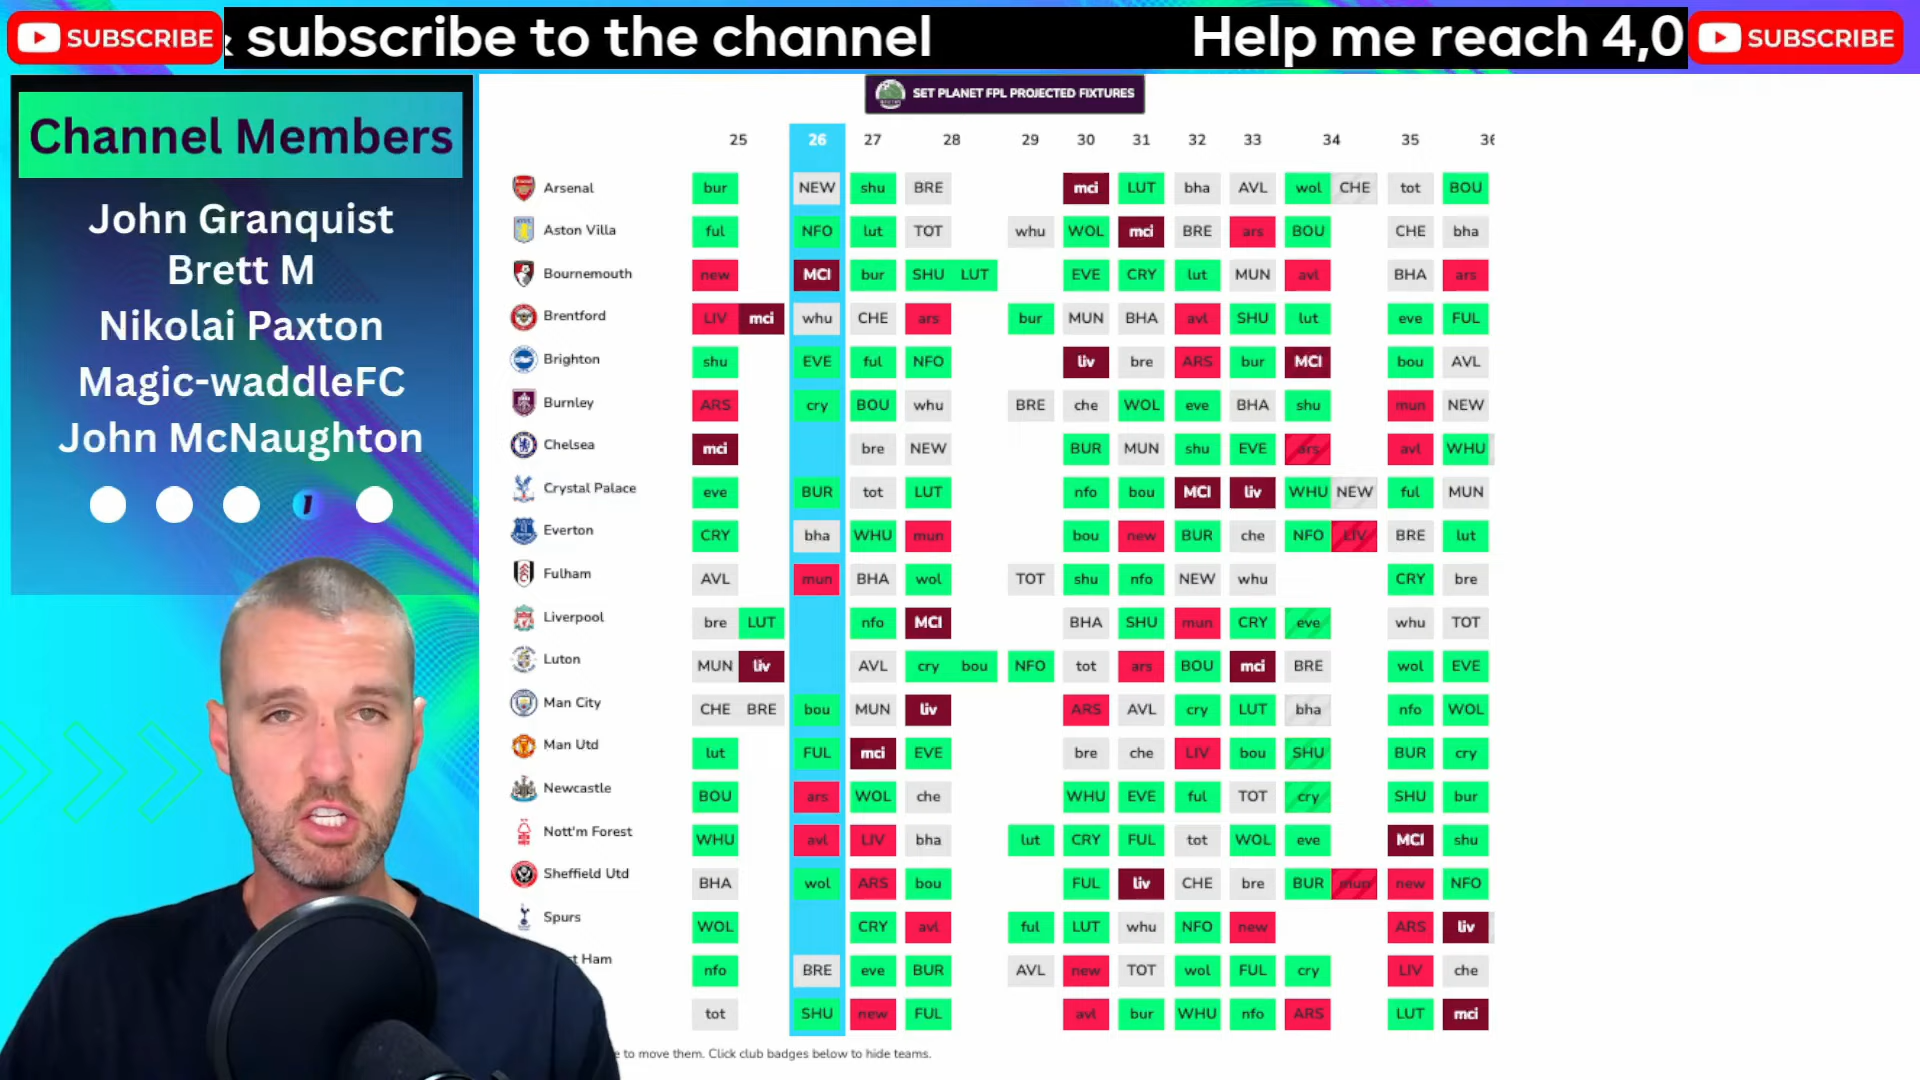 SUBSCRIBE
& subscribe to the channel
Help me reach 4,0
SUBSCRIBE
Channel Members
John Granquist
Brett M
Nikolai Paxton
Magic-waddleFC
John McNaughton
SET PLANET FPL PROJECTED FIXTURES
25 26 27 28 29 30 31 32 33 34 35 36
Arsenal bur NEW shu BRE mci LUT bha AVL wol CHE tot BOU
Aston Villa ful NFO lut TOT whu WOL mci BRE ars BOU CHE bha
Bournemouth new MCI bur SHU LUT EVE CRY lut MUN avl BHA ars
Brentford LIV mci whu CHE ars bur MUN BHA avl SHU lut eve FUL
Brighton shu EVE ful NFO liv bre ARS bur MCI bou AVL
Burnley ARS cry BOU whu BRE che WOL eve BHA shu mun NEW
Chelsea mci bre NEW BUR MUN shu EVE ars avl WHU
Crystal Palace eve BUR tot LUT nfo bou MCI liv WHU NEW ful MUN
Everton CRY bha WHU mun bou new BUR che NFO LIV BRE lut
Fulham AVL mun BHA wol TOT shu nfo NEW whu CRY bre
Liverpool bre LUT nfo MCI BHA SHU mun CRY eve whu TOT
Luton MUN liv AVL cry bou NFO tot ars BOU mci BRE wol EVE
Man City CHE BRE bou MUN liv ARS AVL cry LUT bha nfo WOL
Man Utd lut FUL mci EVE bre che LIV bou SHU BUR cry
Newcastle BOU ars WOL che WHU EVE ful TOT cry SHU bur
Nott'm Forest WHU avl LIV bha lut CRY FUL tot WOL eve MCI shu
Sheffield Utd BHA wol ARS bou FUL liv CHE bre BUR mun new NFO
Spurs WOL CRY avl ful LUT whu NFO new ARS liv
st Ham nfo BRE eve BUR AVL new TOT wol FUL cry LIV che
tot SHU new FUL avl bur WHU nfo ARS LUT mci
e to move them. Click club badges below to hide teams.